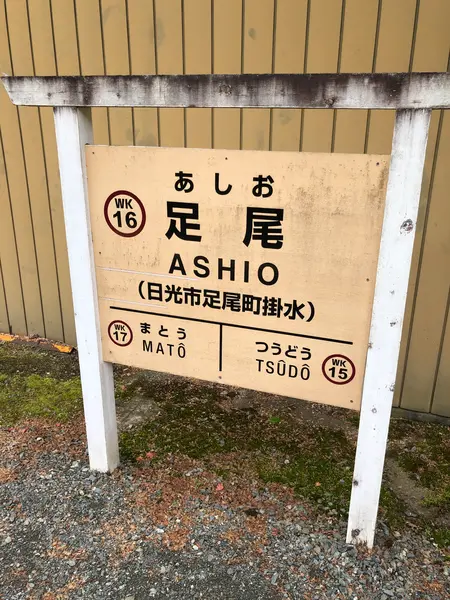 あしお
WK
16
足尾
ASHIO
(日光市足尾町掛水)
WK
17
まとう
MATÔ
つうどう
TSÛDÔ
WK
15